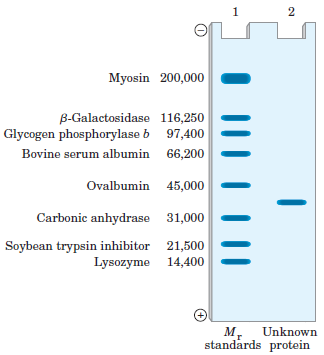 1 2
−
Myosin 200,000
β-Galactosidase 116,250
Glycogen phosphorylase b 97,400
Bovine serum albumin 66,200
Ovalbumin 45,000
Carbonic anhydrase 31,000
Soybean trypsin inhibitor 21,500
Lysozyme 14,400
+
Mr Unknown
standards protein